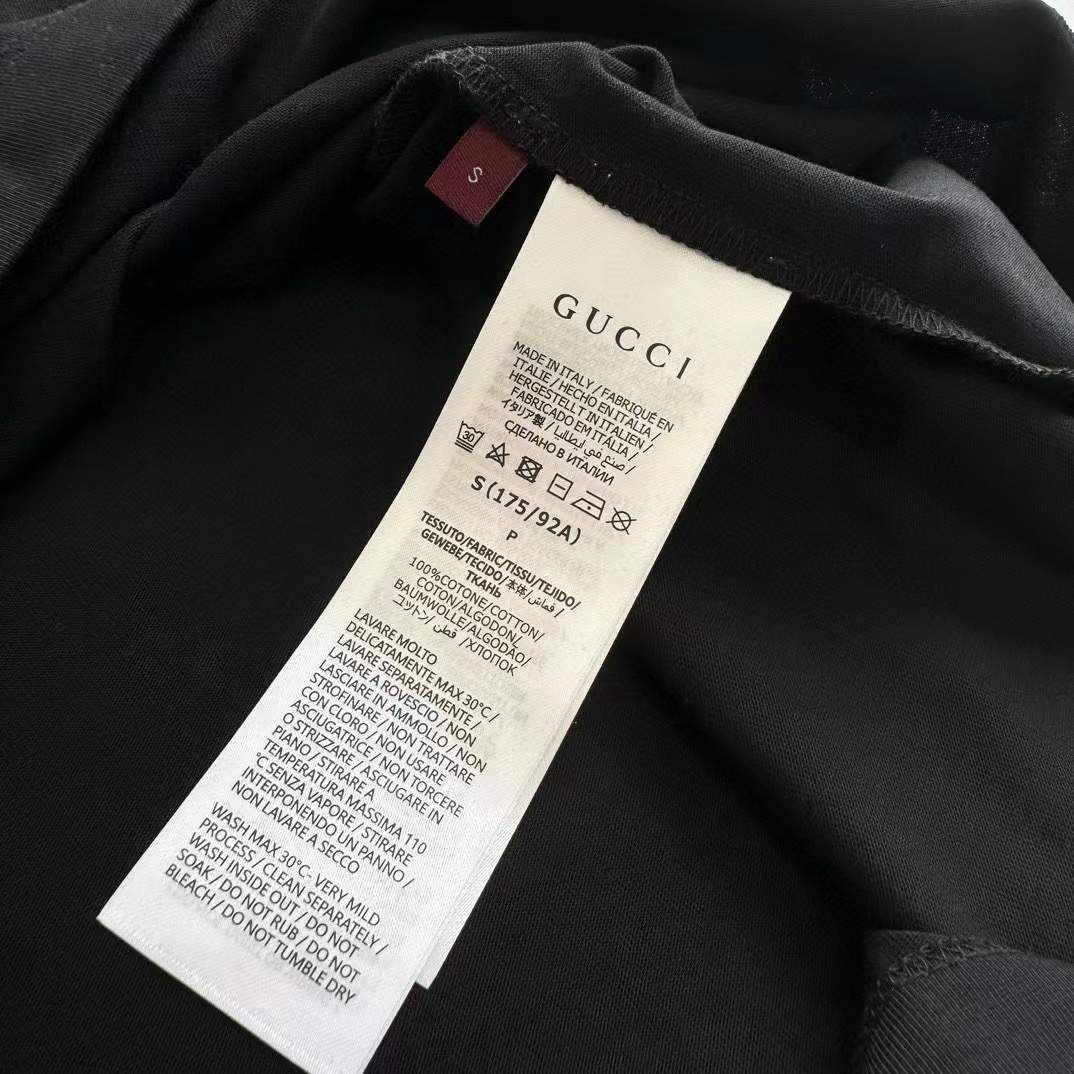 S
GUCCI
MADE IN ITALY / FABRIQUÉ EN
ITALIE / HECHO EN ITALIA /
HERGESTELLT IN ITALIEN /
FABRICADO EM ITÁLIA /
イタリア製 / صنع في ايطاليا /
СДЕЛАНО В ИТАЛИИ
30
S(175/92A)
P
TESSUTO/FABRIC/TISSU/TEJIDO/
GEWEBE/TECIDO/本体/قماش/
ТКАНЬ
100%COTONE/COTTON/
COTON/ALGODON/
BAUMWOLLE/ALGODÃO/
コットン/ قطن /ХЛОПОК
LAVARE MOLTO
DELICATAMENTE MAX 30°C/
LAVARE SEPARATAMENTE /
LAVARE A ROVESCIO / NON
LASCIARE IN AMMOLLO / NON
STROFINARE / NON TRATTARE
CON CLORO / NON USARE
ASCIUGATRICE / NON TORCERE
O STRIZZARE / ASCIUGARE IN
PIANO / STIRARE A
TEMPERATURA MASSIMA 110
°C SENZA VAPORE / STIRARE
INTERPONENDO UN PANNO /
NON LAVARE A SECCO
WASH MAX 30°C- VERY MILD
PROCESS / CLEAN SEPARATELY /
WASH INSIDE OUT / DO NOT
SOAK / DO NOT RUB / DO NOT
BLEACH / DO NOT TUMBLE DRY